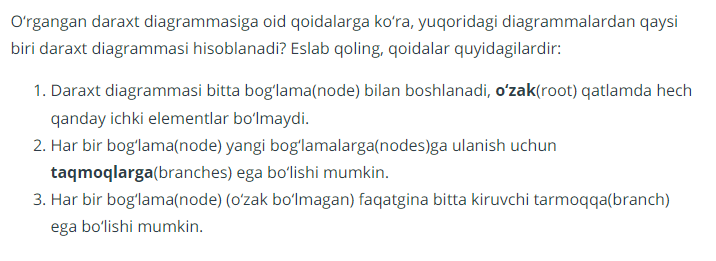 O‘rgangan daraxt diagrammasiga oid qoidalarga ko‘ra, yuqoridagi diagrammalardan qaysi
biri daraxt diagrammasi hisoblanadi? Eslab qoling, qoidalar quyidagilardir:
1. Daraxt diagrammasi bitta bog‘lama(node) bilan boshlanadi, o‘zak(root) qatlamda hech
qanday ichki elementlar bo‘lmaydi.
2. Har bir bog‘lama(node) yangi bog‘lamalarga(nodes)ga ulanish uchun
taqmoqlarga(branches) ega bo‘lishi mumkin.
3. Har bir bog‘lama(node) (o‘zak bo‘lmagan) faqatgina bitta kiruvchi tarmoqqa(branch)
ega bo‘lishi mumkin.